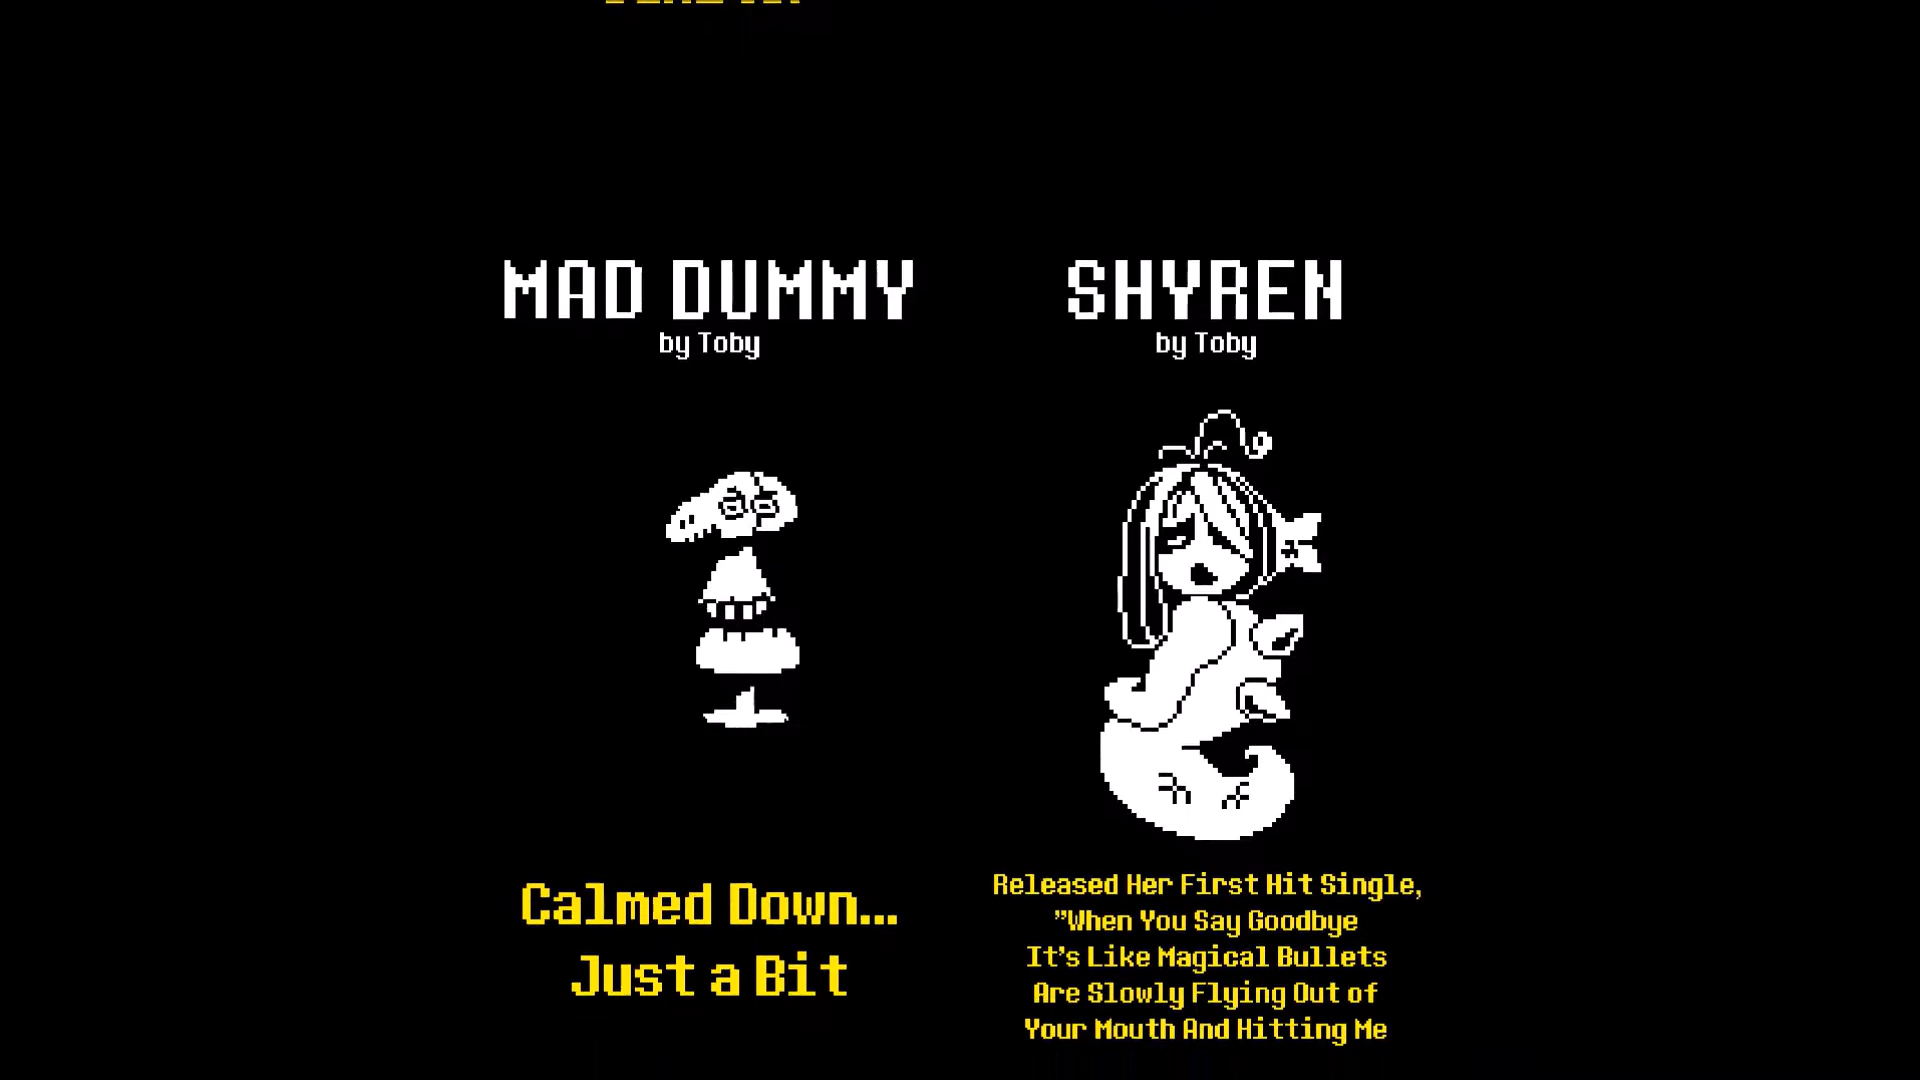 MAD DUMMY
by Toby
Calmed Down...
Just a Bit
SHYREN
by Toby
Released Her First Hit Single,
"When You Say Goodbye
It's Like Magical Bullets
Are Slowly Flying Out of
Your Mouth And Hitting Me